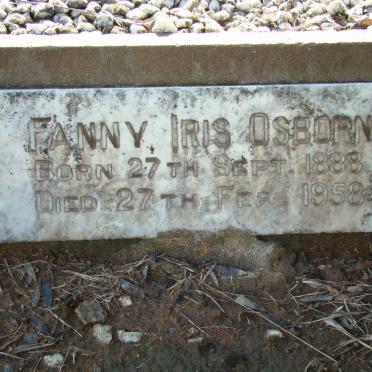 FANNY IRIS OSBORN
BORN 27TH SEPT. 1888
DIED 27TH FEB. 1958